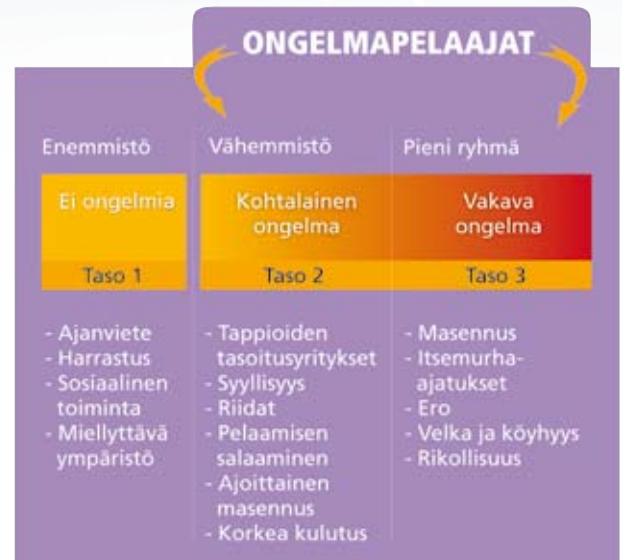 ONGELMAPELAAJAT
Enemmistö
Ei ongelmia
Taso 1
- Ajanviete
- Harrastus
- Sosiaalinen
toiminta
- Miellyttävä
ympäristö
Vähemmistö
Kohtalainen
ongelma
Taso 2
- Tappioiden
tasoitusyritykset
- Syyllisyys
- Riidat
- Pelaamisen
salaaminen
- Ajoittainen
masennus
- Korkea kulutus
Pieni ryhmä
Vakava
ongelma
Taso 3
- Masennus
- Itsemurha-
ajatukset
- Ero
- Velka ja köyhyys
- Rikollisuus